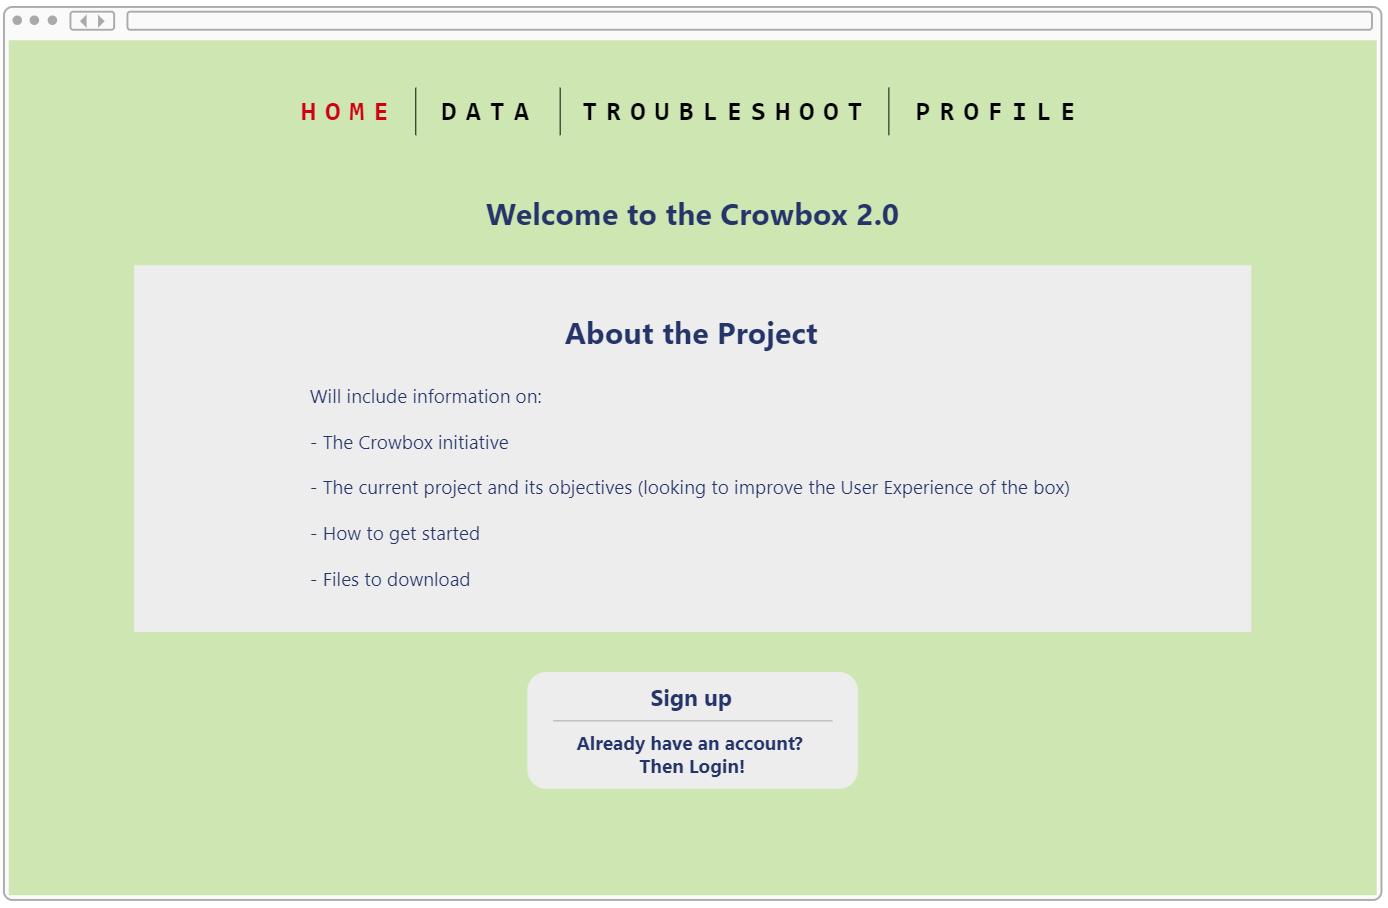 HOME DATA TROUBLESHOOT PROFILE
Welcome to the Crowbox 2.0
About the Project
Will include information on:
- The Crowbox initiative
- The current project and its objectives (looking to improve the User Experience of the box)
- How to get started
- Files to download
Sign up
Already have an account?
Then Login!